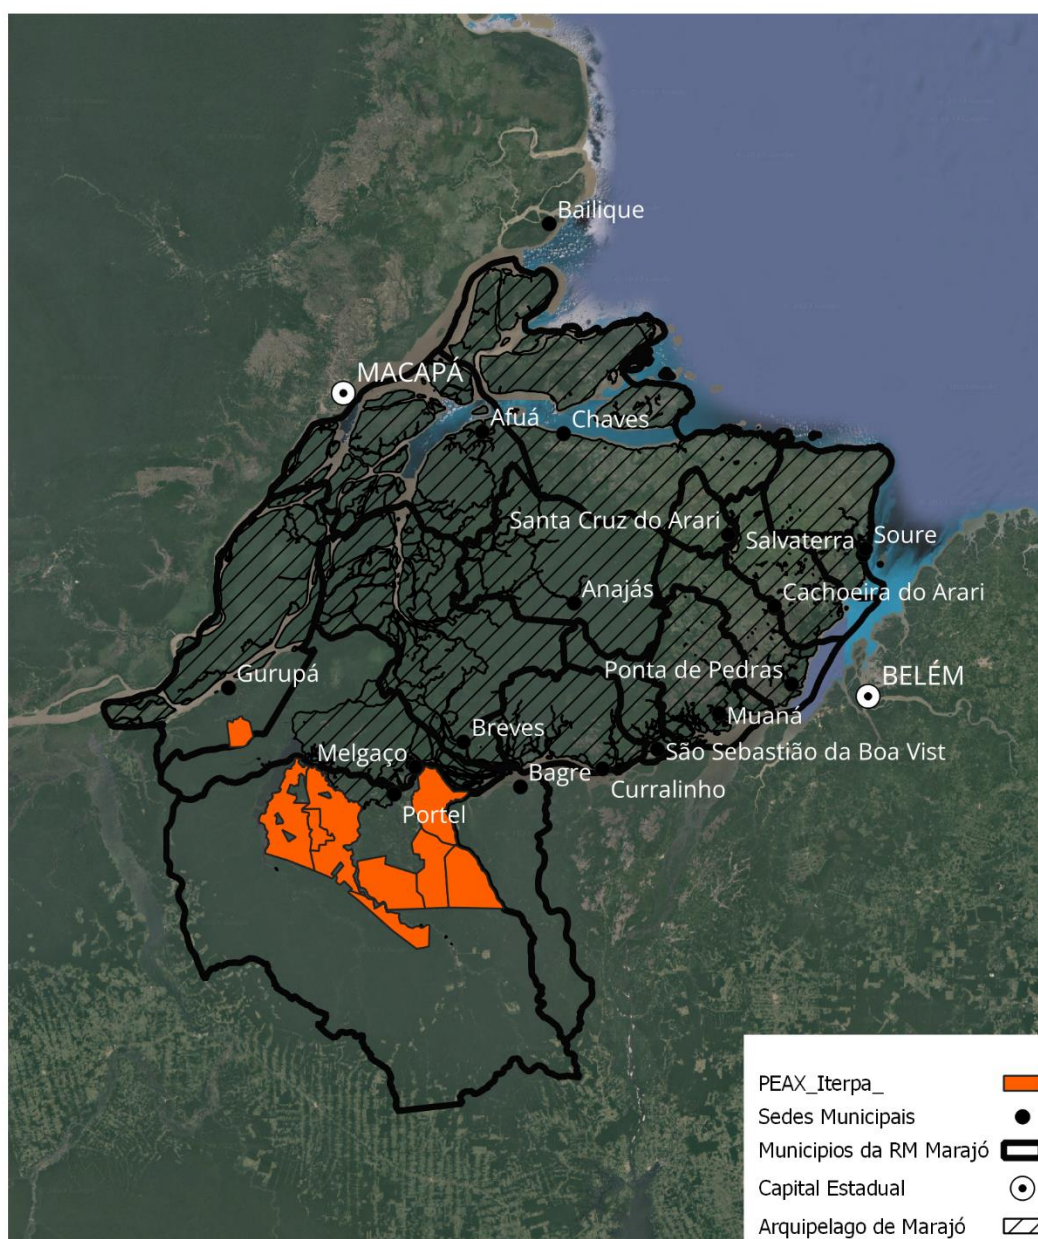 Bailique
MACAPÁ
Afuá
Chaves
Santa Cruz do Arari
Salvaterra
Soure
Anajás
Cachoeira do Arari
Ponta de Pedras
BELÉM
Gurupá
Muaná
Breves
São Sebastião da Boa Vist
Melgaço
Bagre
Curralinho
Portel
PEAX_Iterpa_
Sedes Municipais
Municipios da RM Marajó
Capital Estadual
Arquipelago de Marajó